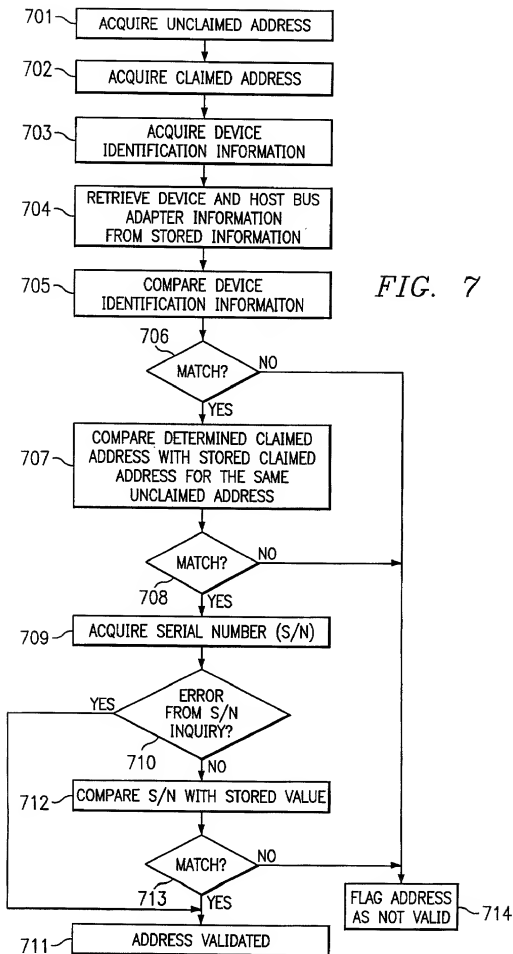 701
ACQUIRE UNCLAIMED ADDRESS
702
ACQUIRE CLAIMED ADDRESS
703
ACQUIRE DEVICE
IDENTIFICATION INFORMATION
704
RETRIEVE DEVICE AND HOST BUS
ADAPTER INFORMATION
FROM STORED INFORMATION
705
COMPARE DEVICE
IDENTIFICATION INFORMAITON
FIG. 7
706
MATCH?
NO
YES
707
COMPARE DETERMINED CLAIMED
ADDRESS WITH STORED CLAIMED
ADDRESS FOR THE SAME
UNCLAIMED ADDRESS
MATCH?
NO
708
YES
709
ACQUIRE SERIAL NUMBER (S/N)
YES
ERROR
FROM S/N
INQUIRY?
710
NO
712
COMPARE S/N WITH STORED VALUE
MATCH?
NO
713
YES
FLAG ADDRESS
AS NOT VALID
714
711
ADDRESS VALIDATED